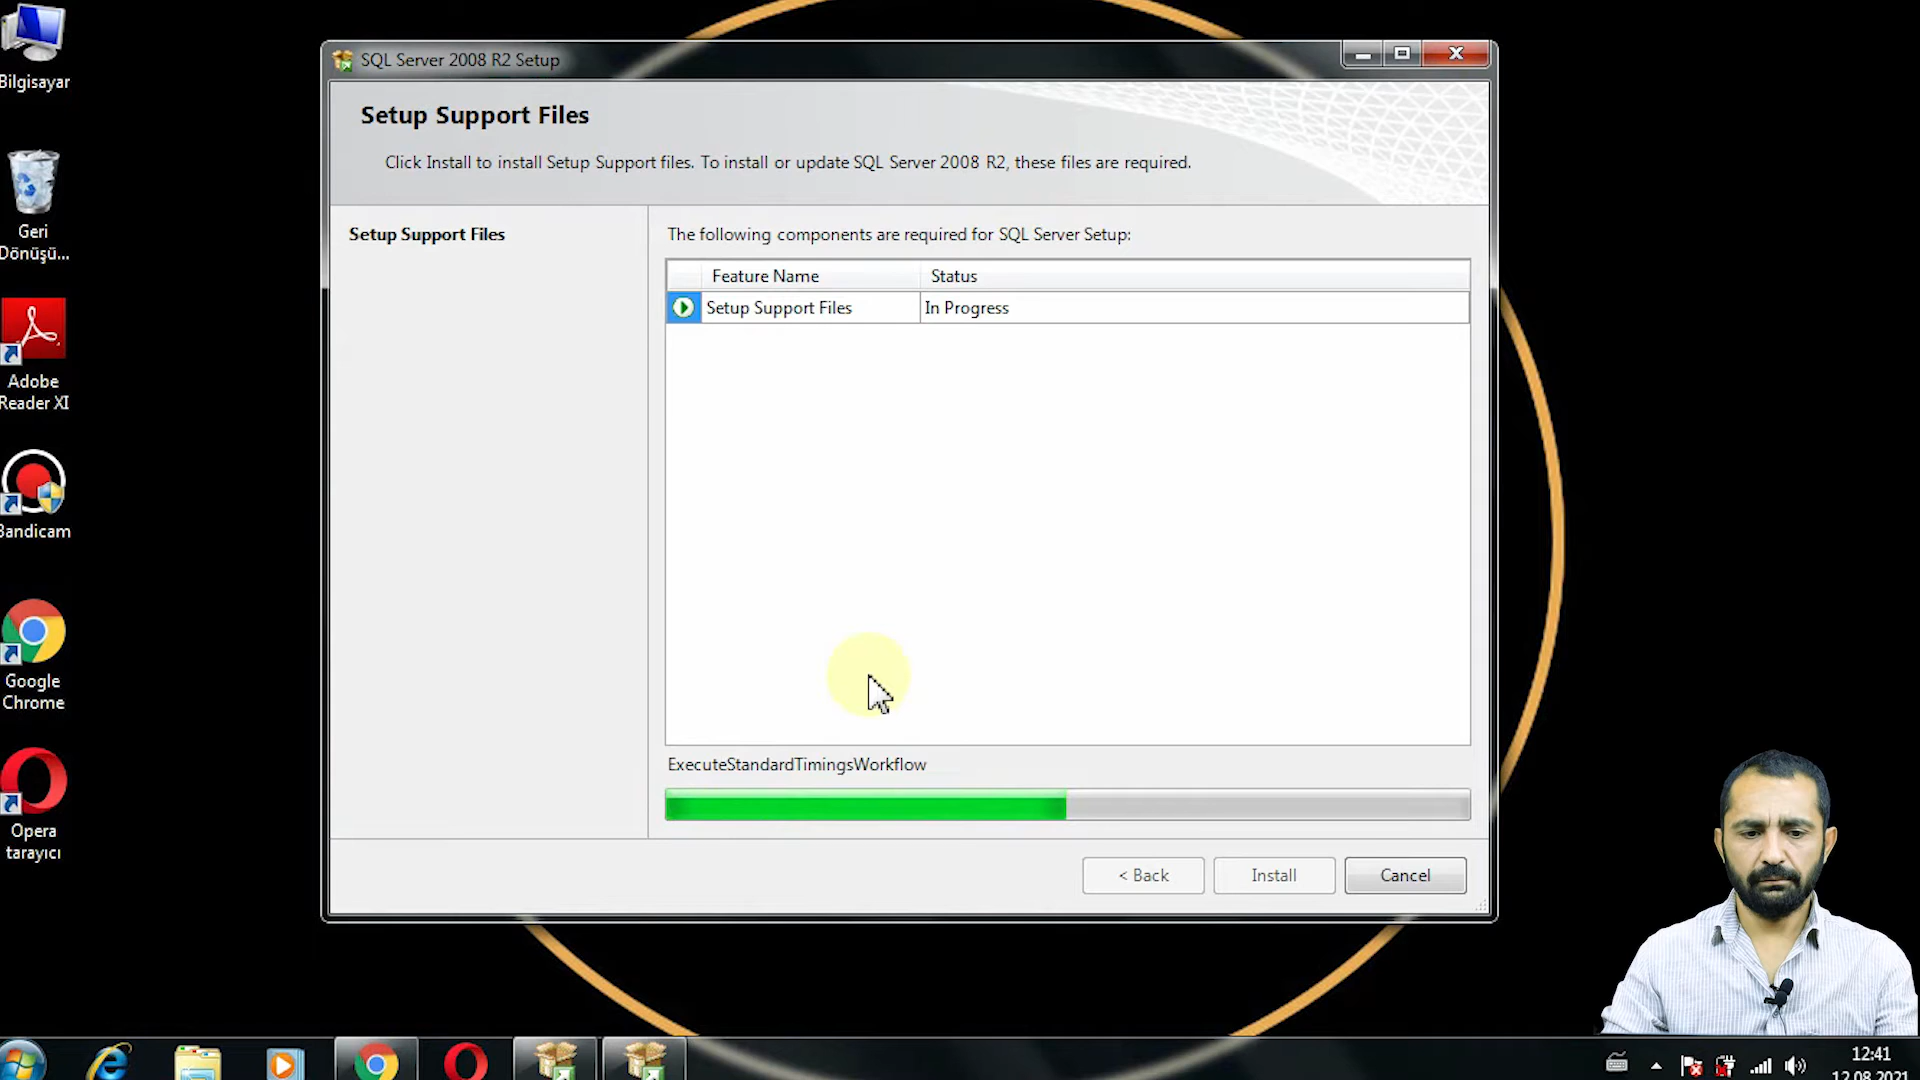 SQL Server 2008 R2 Setup
Setup Support Files
Click Install to install Setup Support files. To install or update SQL Server 2008 R2, these files are required.
Setup Support Files
The following components are required for SQL Server Setup:
Feature Name Status
Setup Support Files In Progress
ExecuteStandardTimingsWorkflow
< Back Install Cancel
Bilgisayar
Geri
Dönüşü...
Adobe
Reader XI
Bandicam
Google
Chrome
Opera
tarayıcı
12:41
12.08.2021